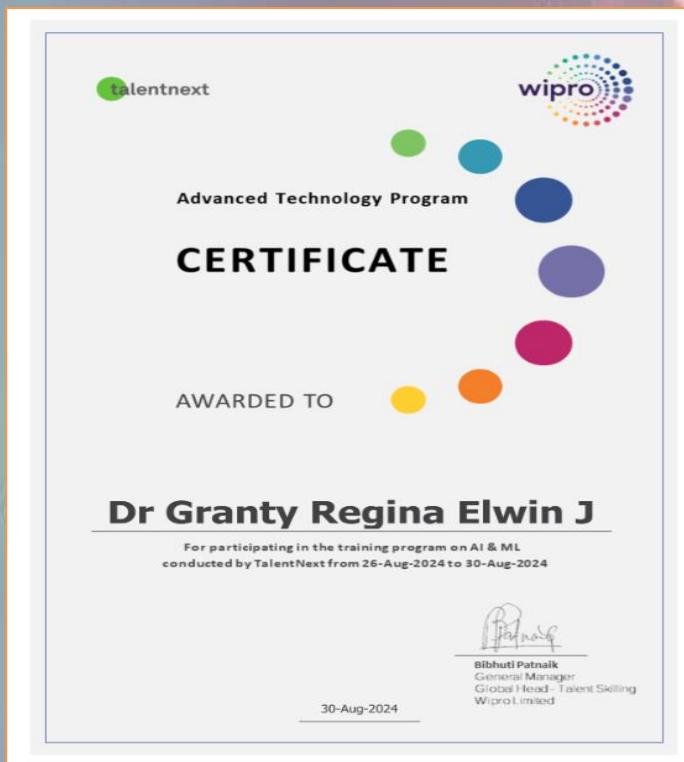 talentnext
wipro
Advanced Technology Program
CERTIFICATE
AWARDED TO
Dr Granty Regina Elwin J
For participating in the training program on AI & ML
conducted by TalentNext from 26-Aug-2024 to 30-Aug-2024
BPatnaik
Bibhuti Patnaik
General Manager
Global Head - Talent Skilling
Wipro Limited
30-Aug-2024